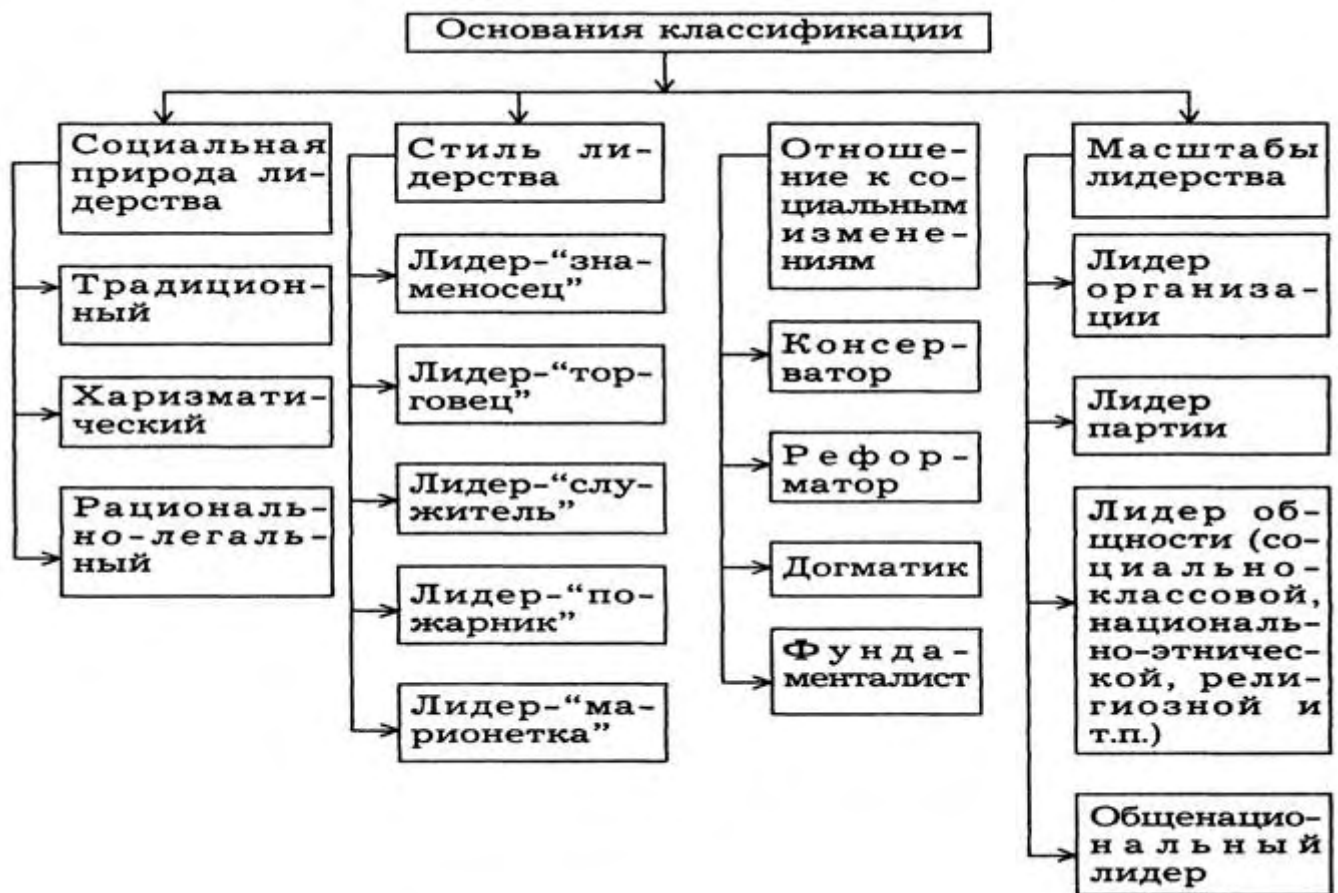 Основания классификации
Социальная
природа ли-
дерства
Традицион-
ный
Харизмати-
ческий
Рациональ-
но-легаль-
ный
Стиль ли-
дерства
Лидер-“зна-
меносец”
Лидер-“тор-
говец”
Лидер-“слу-
житель”
Лидер-“по-
жарник”
Лидер-“ма-
рионетка”
Отноше-
ние к со-
циальным
измене-
ниям
Консер-
ватор
Рефор-
матор
Догматик
Фунда-
менталист
Масштабы
лидерства
Лидер
организа-
ции
Лидер
партии
Лидер об-
щности (со-
циально-
классовой,
националь-
но-этничес-
кой, рели-
гиозной и
т.п.)
Общенацио-
нальный
лидер